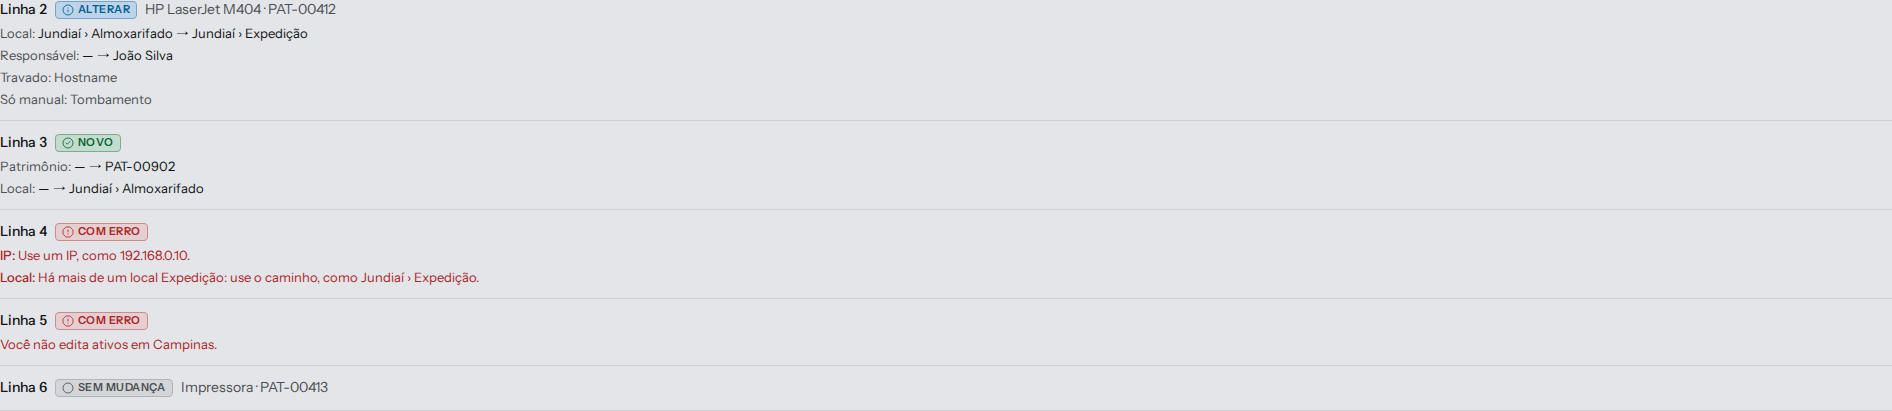 Linha 2 ALTERAR HP LaserJet M404 · PAT-00412
Local: Jundiaí › Almoxarifado → Jundiaí › Expedição
Responsável: — → João Silva
Travado: Hostname
Só manual: Tombamento
Linha 3 NOVO
Patrimônio: — → PAT-00902
Local: — → Jundiaí › Almoxarifado
Linha 4 COM ERRO
IP: Use um IP, como 192.168.0.10.
Local: Há mais de um local Expedição: use o caminho, como Jundiaí › Expedição.
Linha 5 COM ERRO
Você não edita ativos em Campinas.
Linha 6 SEM MUDANÇA Impressora · PAT-00413